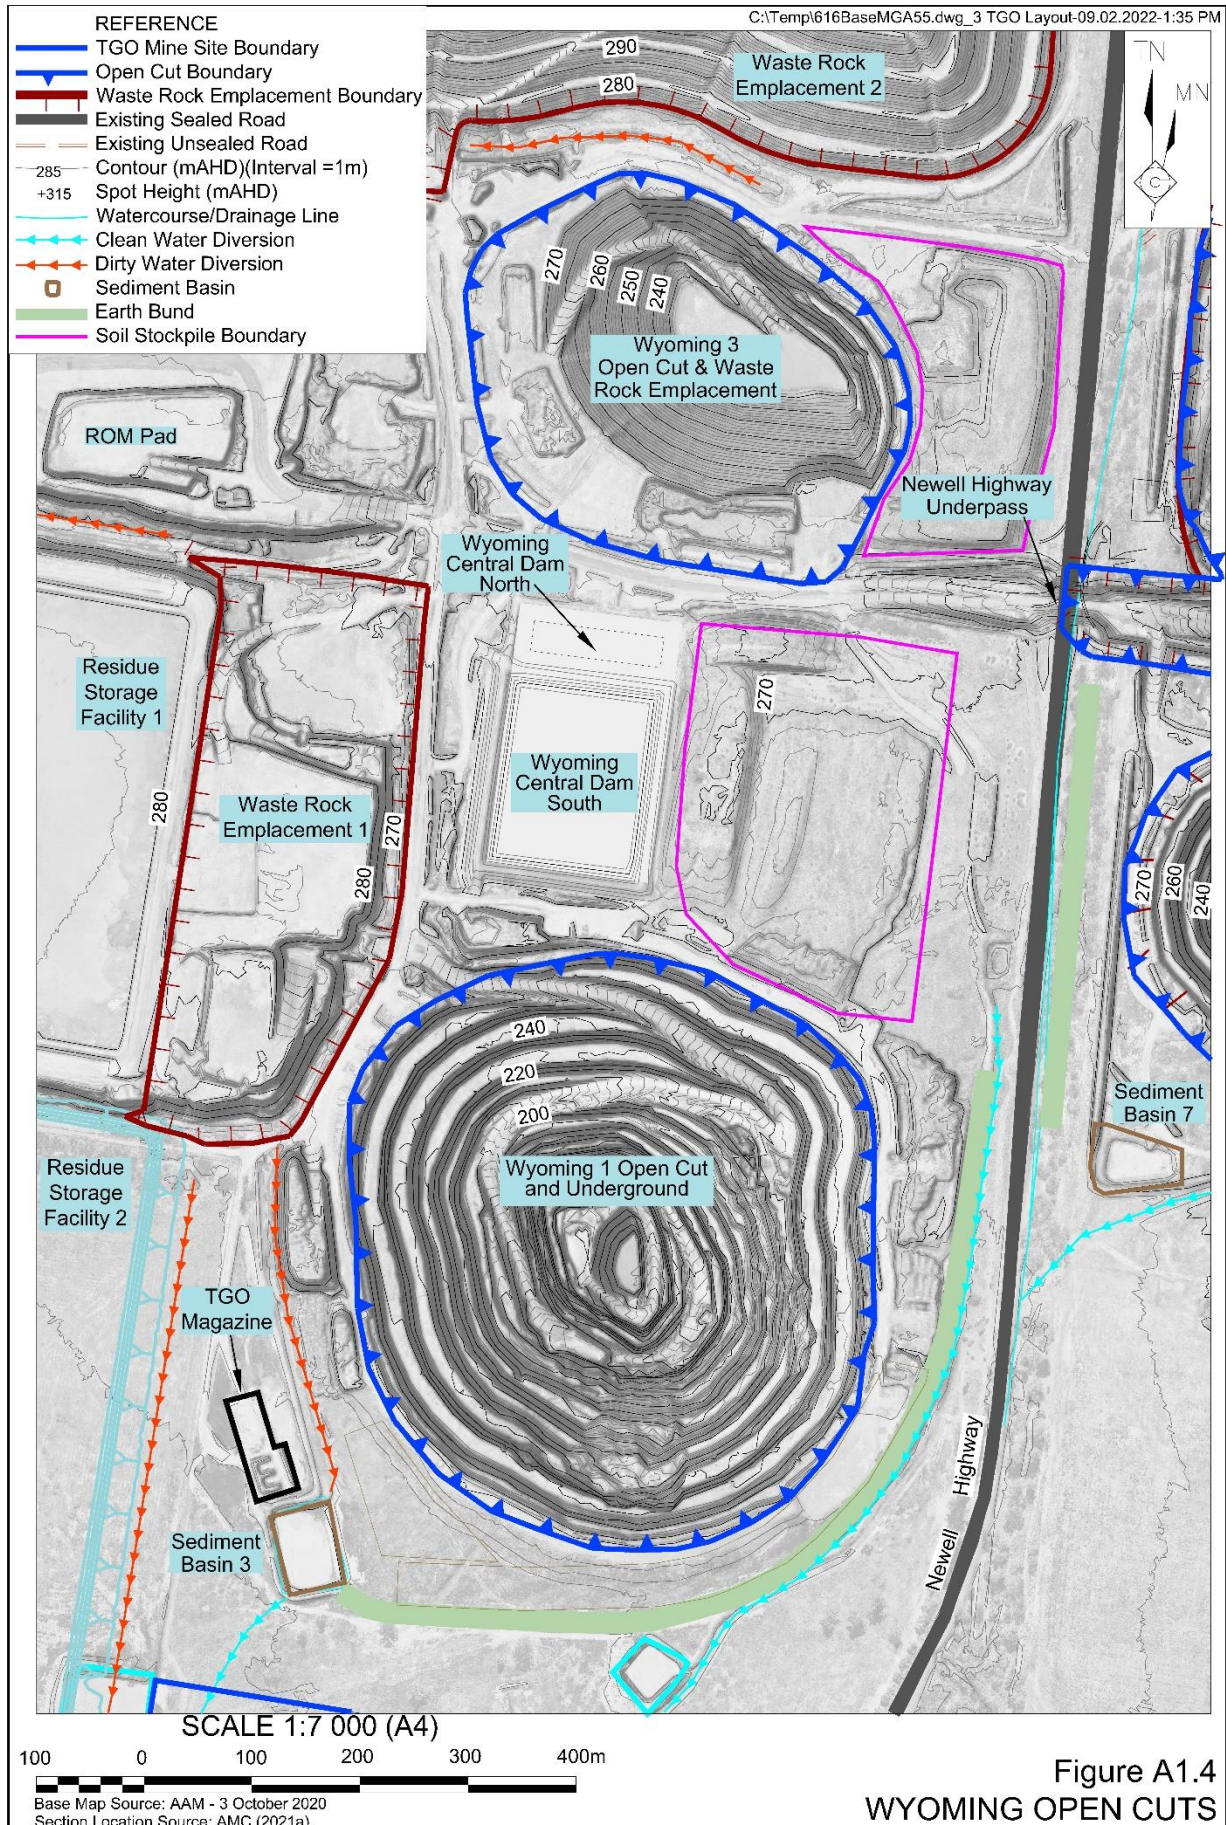 C:\Temp\616BaseMGA55.dwg_3 TGO Layout-09.02.2022-1:35 PM
REFERENCE
TGO Mine Site Boundary
Open Cut Boundary
Waste Rock Emplacement Boundary
Existing Sealed Road
Existing Unsealed Road
285 Contour (mAHD)(Interval =1m)
+315 Spot Height (mAHD)
Watercourse/Drainage Line
Clean Water Diversion
Dirty Water Diversion
Sediment Basin
Earth Bund
Soil Stockpile Boundary
TN
MN
C
290
280
Waste Rock
Emplacement 2
270
260
250
240
Wyoming 3
Open Cut & Waste
Rock Emplacement
ROM Pad
Newell Highway
Underpass
Wyoming
Central Dam
North
Residue
Storage
Facility 1
270
280
Waste Rock
Emplacement 1
270
280
Wyoming
Central Dam
South
270
260
240
240
220
200
Wyoming 1 Open Cut
and Underground
Sediment
Basin 7
Residue
Storage
Facility 2
TGO
Magazine
Sediment
Basin 3
Newell Highway
SCALE 1:7 000 (A4)
100 0 100 200 300 400m
Base Map Source: AAM - 3 October 2020
Section Location Source: AMC (2021a)
Figure A1.4
WYOMING OPEN CUTS